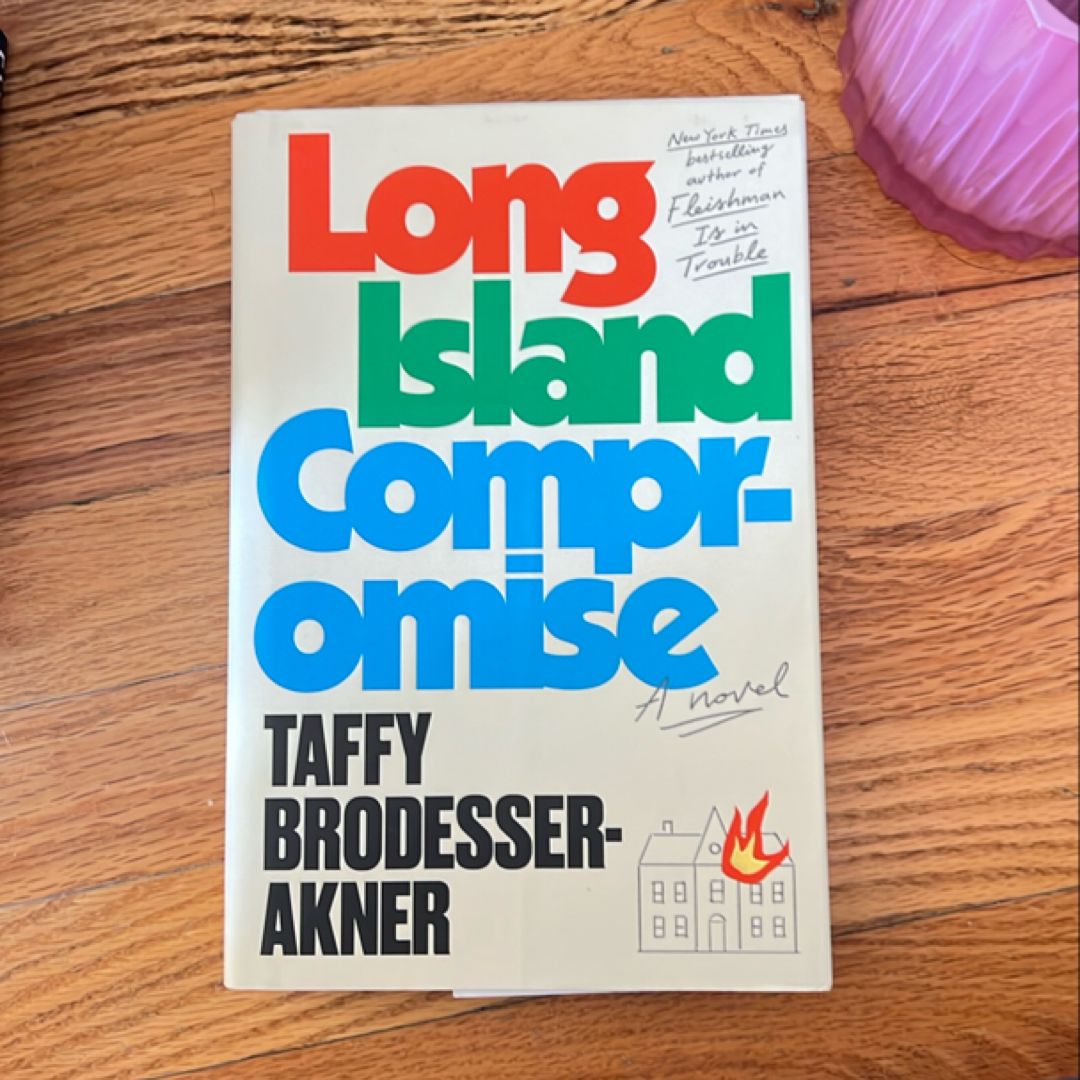 Long
Island
Compr-
omise
New York Times
bestselling
author of
Fleishman
Is in
Trouble
A novel
TAFFY
BRODESSER-
AKNER